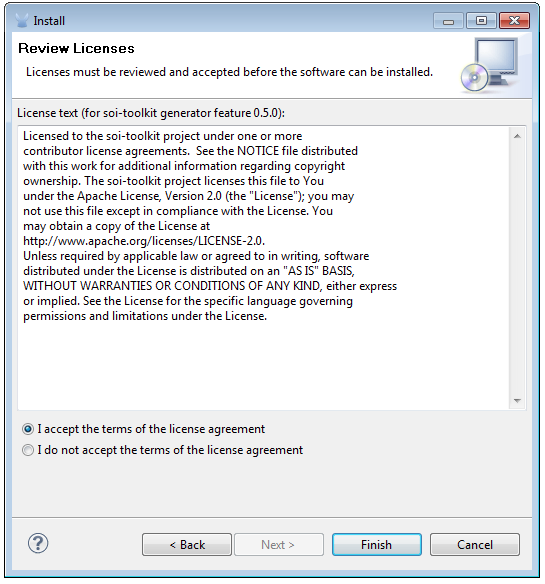 Install
Review Licenses
Licenses must be reviewed and accepted before the software can be installed.
License text (for soi-toolkit generator feature 0.5.0):
Licensed to the soi-toolkit project under one or more
contributor license agreements.  See the NOTICE file distributed
with this work for additional information regarding copyright
ownership. The soi-toolkit project licenses this file to You
under the Apache License, Version 2.0 (the "License"); you may
not use this file except in compliance with the License. You
may obtain a copy of the License at
http://www.apache.org/licenses/LICENSE-2.0.
Unless required by applicable law or agreed to in writing, software
distributed under the License is distributed on an "AS IS" BASIS,
WITHOUT WARRANTIES OR CONDITIONS OF ANY KIND, either express
or implied. See the License for the specific language governing
permissions and limitations under the License.
I accept the terms of the license agreement
I do not accept the terms of the license agreement
? < Back Next > Finish Cancel